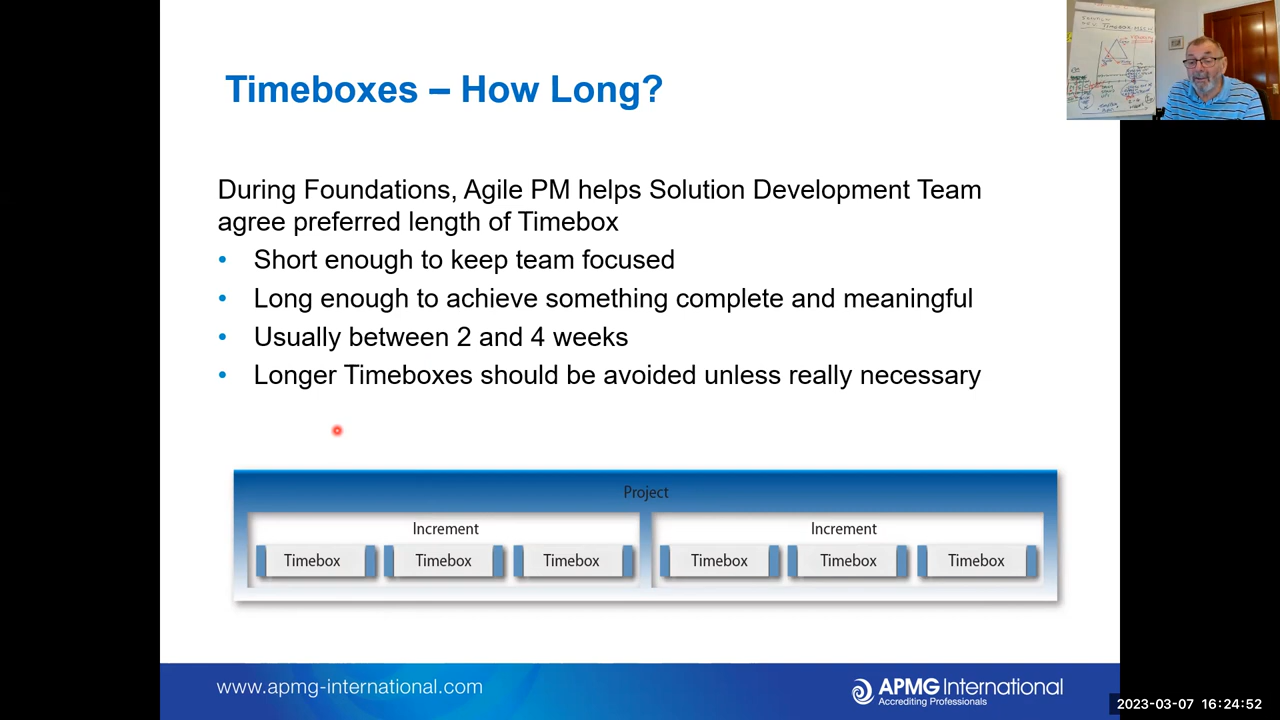 Timeboxes – How Long?
During Foundations, Agile PM helps Solution Development Team
agree preferred length of Timebox
• Short enough to keep team focused
• Long enough to achieve something complete and meaningful
• Usually between 2 and 4 weeks
• Longer Timeboxes should be avoided unless really necessary
Project
Increment
Increment
Timebox
Timebox
Timebox
Timebox
Timebox
Timebox
www.apmg-international.com
APMG International
Accrediting Professionals
2023-03-07 16:24:52